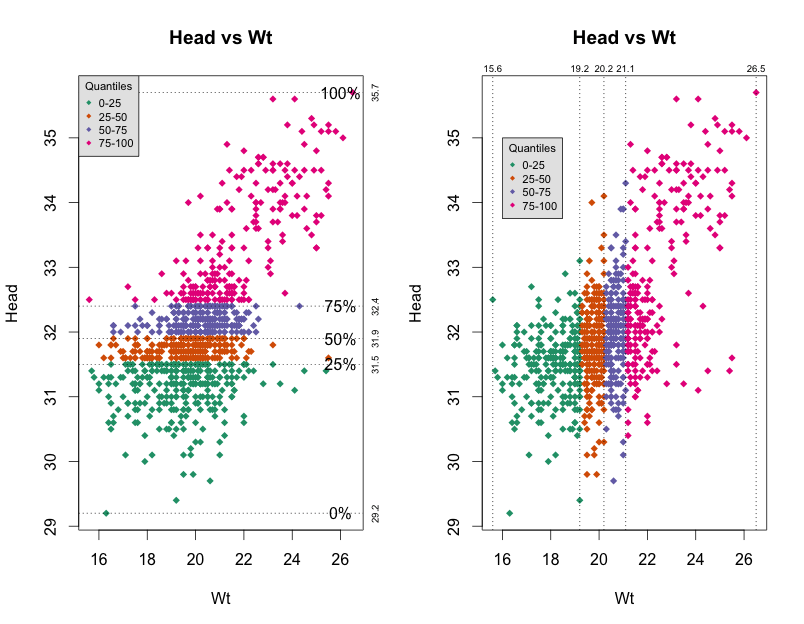 Head vs Wt
Quantiles
0-25
25-50
50-75
75-100
100%
75%
50%
25%
0%
35.7
32.4
31.9
31.5
29.2
35
34
33
32
31
30
29
Head
16 18 20 22 24 26
Wt
Head vs Wt
15.6 19.2 20.2 21.1 26.5
Quantiles
0-25
25-50
50-75
75-100
35
34
33
32
31
30
29
Head
16 18 20 22 24 26
Wt